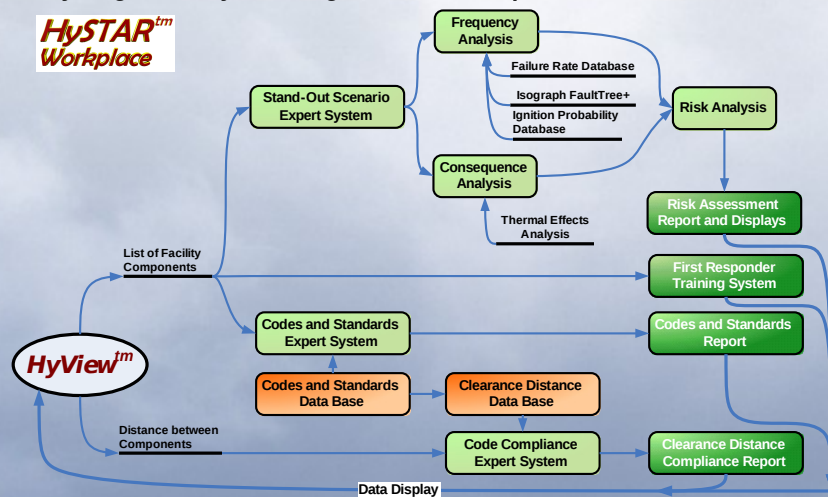 HySTAR™
Workplace
Frequency
Analysis
Failure Rate Database
Isograph FaultTree+
Ignition Probability
Database
Stand-Out Scenario
Expert System
Risk Analysis
Consequence
Analysis
Thermal Effects
Analysis
Risk Assessment
Report and Displays
List of Facility
Components
First Responder
Training System
Codes and Standards
Expert System
Codes and Standards
Report
HyView™
Codes and Standards
Data Base
Clearance Distance
Data Base
Distance between
Components
Code Compliance
Expert System
Clearance Distance
Compliance Report
Data Display